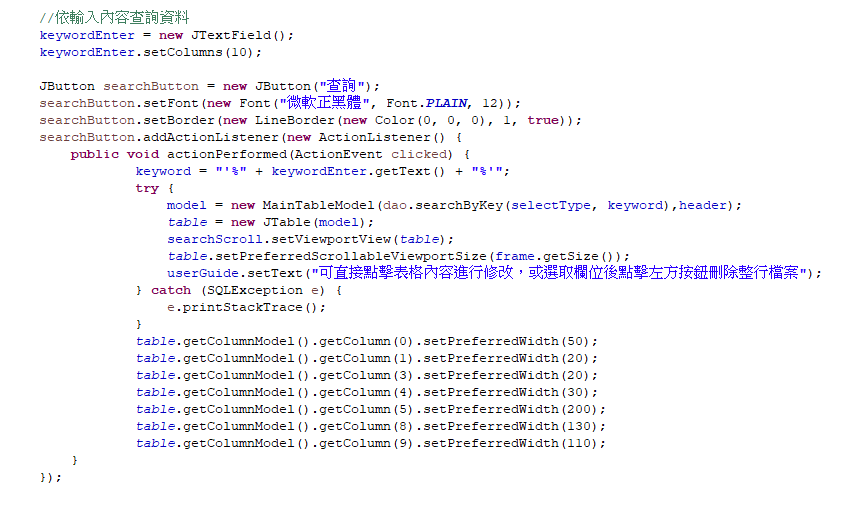 //依輸入內容查詢資料
keywordEnter = new JTextField();
keywordEnter.setColumns(10);
JButton searchButton = new JButton("查詢");
searchButton.setFont(new Font("微軟正黑體", Font.PLAIN, 12));
searchButton.setBorder(new LineBorder(new Color(0, 0, 0), 1, true));
searchButton.addActionListener(new ActionListener() {
public void actionPerformed(ActionEvent clicked) {
keyword = "'%" + keywordEnter.getText() + "%'";
try {
model = new MainTableModel(dao.searchByKey(selectType, keyword),header);
table = new JTable(model);
searchScroll.setViewportView(table);
table.setPreferredScrollableViewportSize(frame.getSize());
userGuide.setText("可直接點擊表格內容進行修改，或選取欄位後點擊左方按鈕刪除整行檔案");
} catch (SQLException e) {
e.printStackTrace();
}
table.getColumnModel().getColumn(0).setPreferredWidth(50);
table.getColumnModel().getColumn(1).setPreferredWidth(20);
table.getColumnModel().getColumn(3).setPreferredWidth(20);
table.getColumnModel().getColumn(4).setPreferredWidth(30);
table.getColumnModel().getColumn(5).setPreferredWidth(200);
table.getColumnModel().getColumn(8).setPreferredWidth(130);
table.getColumnModel().getColumn(9).setPreferredWidth(110);
}
});